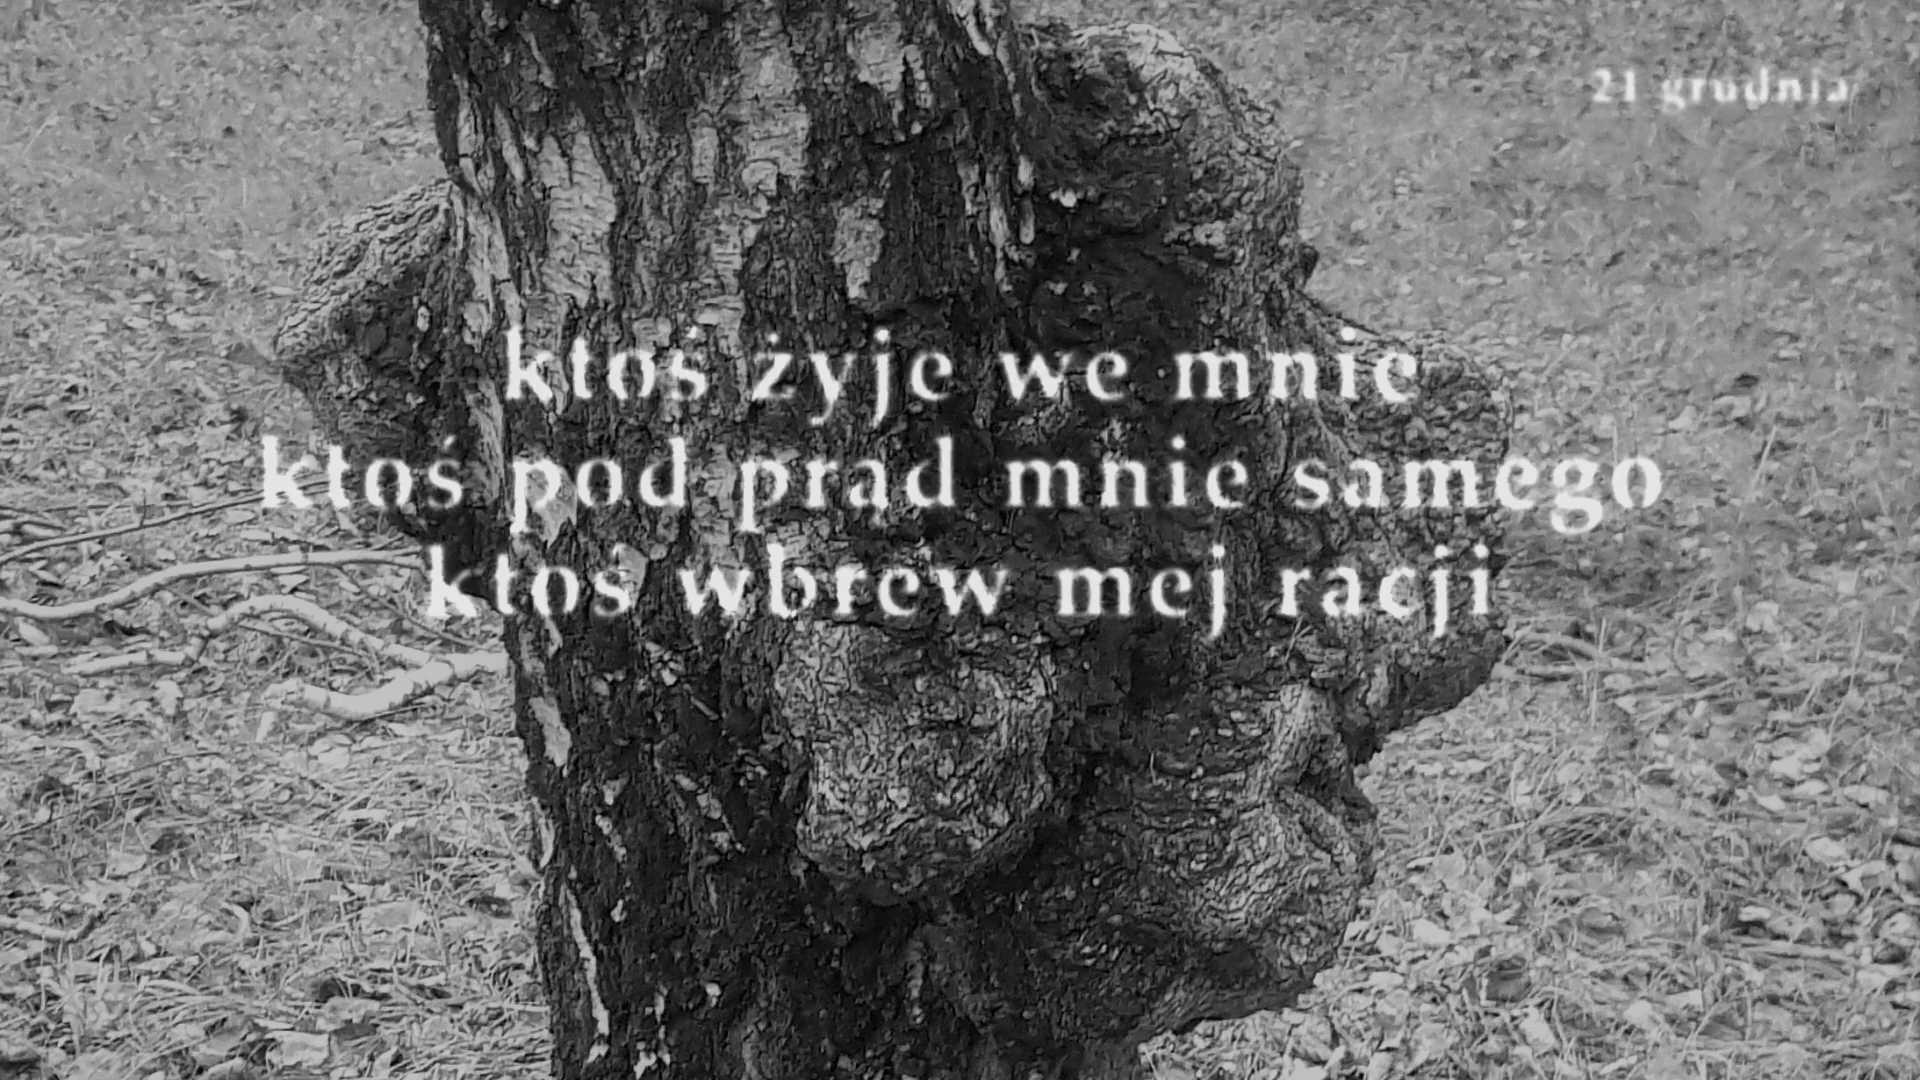 21 grudnia
ktoś żyje we mnie
ktoś pod prąd mnie samego
ktoś wbrew mej racji